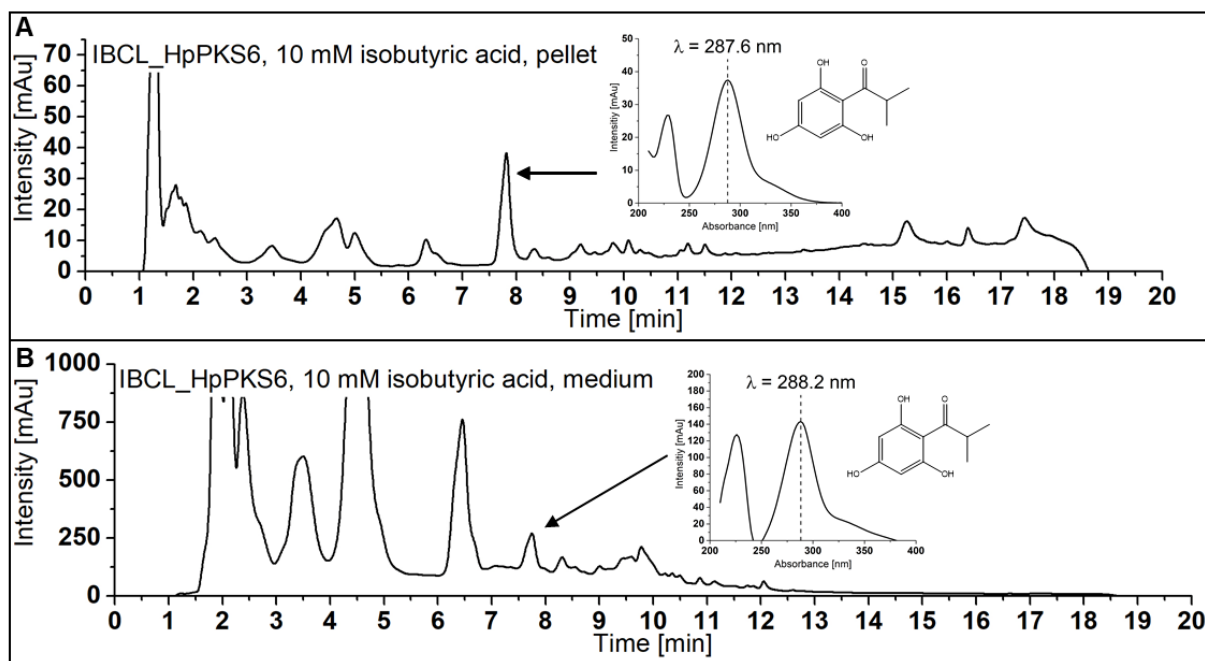 A
IBCL_HpPKS6, 10 mM isobutyric acid, pellet
Intensity [mAu]
70
60
50
40
30
20
10
0
0 1 2 3 4 5 6 7 8 9 10 11 12 13 14 15 16 17 18 19 20
Time [min]
λ = 287.6 nm
Intensitiy [mAu]
50
40
30
20
10
0
200 250 300 350 400
Absorbance [nm]
OH O
HO OH
B
IBCL_HpPKS6, 10 mM isobutyric acid, medium
Intensity [mAu]
1000
750
500
250
0
0 1 2 3 4 5 6 7 8 9 10 11 12 13 14 15 16 17 18 19 20
Time [min]
λ = 288.2 nm
Intensitiy [mAu]
200
180
160
140
120
100
80
60
40
20
0
200 250 300 350 400
Absorbance [nm]
OH O
HO OH